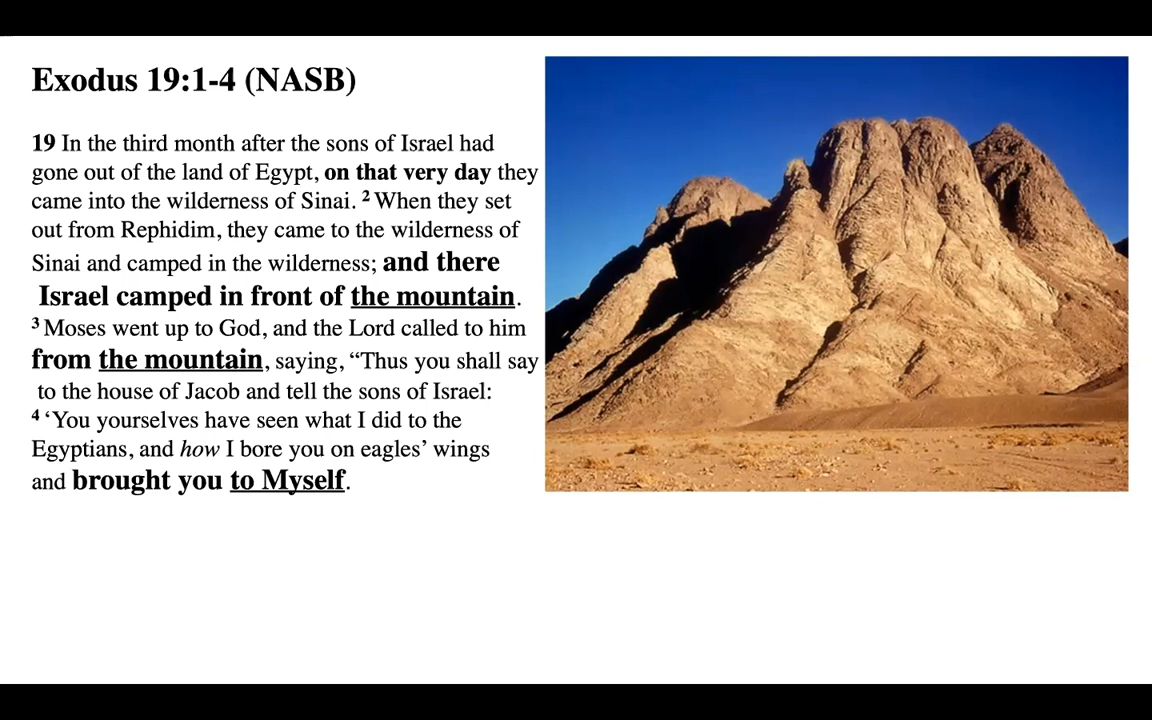 Exodus 19:1-4 (NASB)
19 In the third month after the sons of Israel had
gone out of the land of Egypt, on that very day they
came into the wilderness of Sinai. 2 When they set
out from Rephidim, they came to the wilderness of
Sinai and camped in the wilderness; and there
Israel camped in front of the mountain.
3 Moses went up to God, and the Lord called to him
from the mountain, saying, “Thus you shall say
to the house of Jacob and tell the sons of Israel:
4 ‘You yourselves have seen what I did to the
Egyptians, and how I bore you on eagles’ wings
and brought you to Myself.